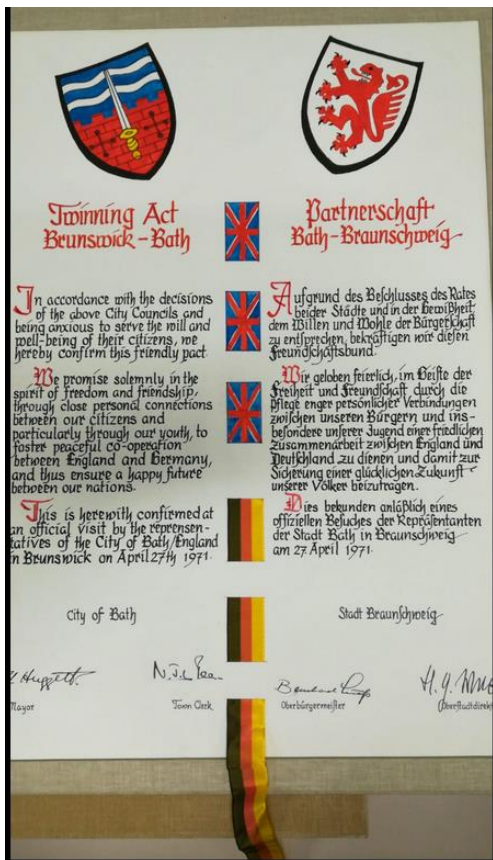 Twinning Act
Brunswick – Bath
In accordance with the decisions
of the above City Councils and
being anxious to serve the will and
well-being of their citizens, we
hereby confirm this friendly pact.
We promise solemnly in the
spirit of freedom and friendship,
through close personal connections
between our citizens and
particularly through our youth, to
foster peaceful co-operation
between England and Germany,
and thus ensure a happy future
between our nations.
This is herewith confirmed at
an official visit by the reprensen-
tatives of the City of Bath/England
in Brunswick on April 27th 1971.
City of Bath
Huggett.
Mayor
Town Clerk
Partnerschaft
Bath-Braunschweig
Aufgrund des Beschlusses des Rates
beider Städte und in der Gewißheit,
dem Willen und Wohle der Bürgerschaft
zu entsprechen, bekräftigen wir diesen
Freundschaftsbund.
Wir geloben feierlich, im Geiste der
Freiheit und Freundschaft, durch die
Pflege enger persönlicher Verbindungen
zwischen unseren Bürgern und ins-
besondere unserer Jugend einer friedlichen
Zusammenarbeit zwischen England und
Deutschland zu dienen und damit zur
Sicherung einer glücklichen Zukunft
unserer Völker beizutragen.
Dies bekunden anläßlich eines
offiziellen Besuches der Repräsentanten
der Stadt Bath in Braunschweig
am 27. April 1971.
Stadt Braunschweig
Oberbürgermeister
Oberstadtdirekt